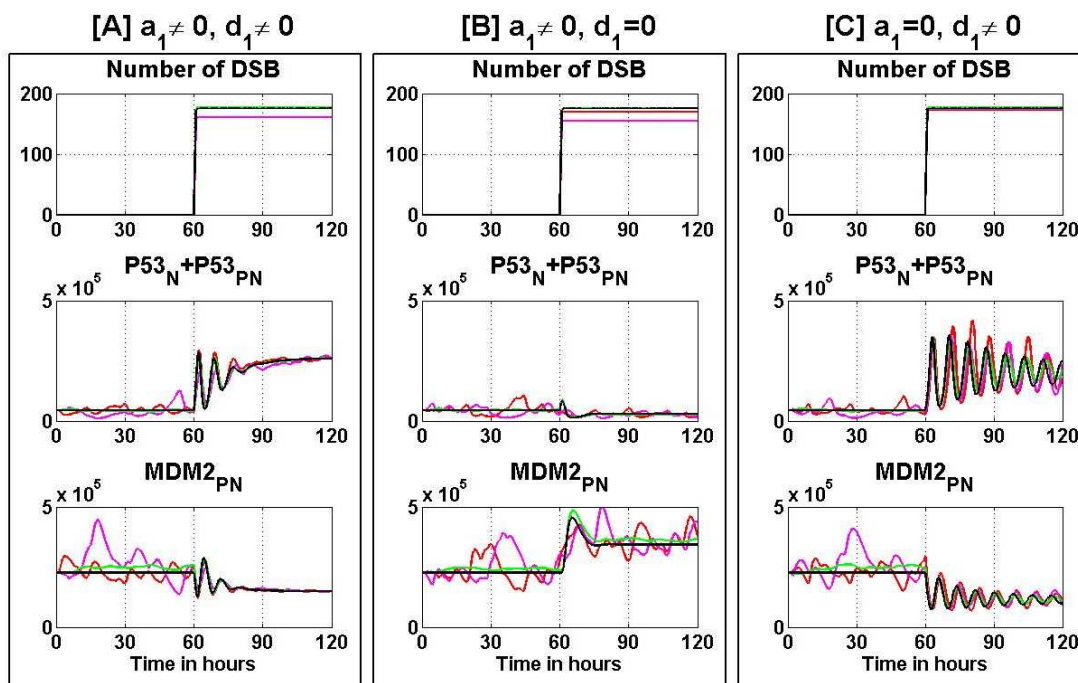 [A] a1≠ 0, d1≠ 0
Number of DSB
200
100
0
0 30 60 90 120
P53N+P53PN
x 10^5
5
0
0 30 60 90 120
MDM2PN
x 10^5
5
0
0 30 60 90 120
Time in hours
[B] a1≠ 0, d1=0
Number of DSB
200
100
0
0 30 60 90 120
P53N+P53PN
x 10^5
5
0
0 30 60 90 120
MDM2PN
x 10^5
5
0
0 30 60 90 120
Time in hours
[C] a1=0, d1≠ 0
Number of DSB
200
100
0
0 30 60 90 120
P53N+P53PN
x 10^5
5
0
0 30 60 90 120
MDM2PN
x 10^5
5
0
0 30 60 90 120
Time in hours